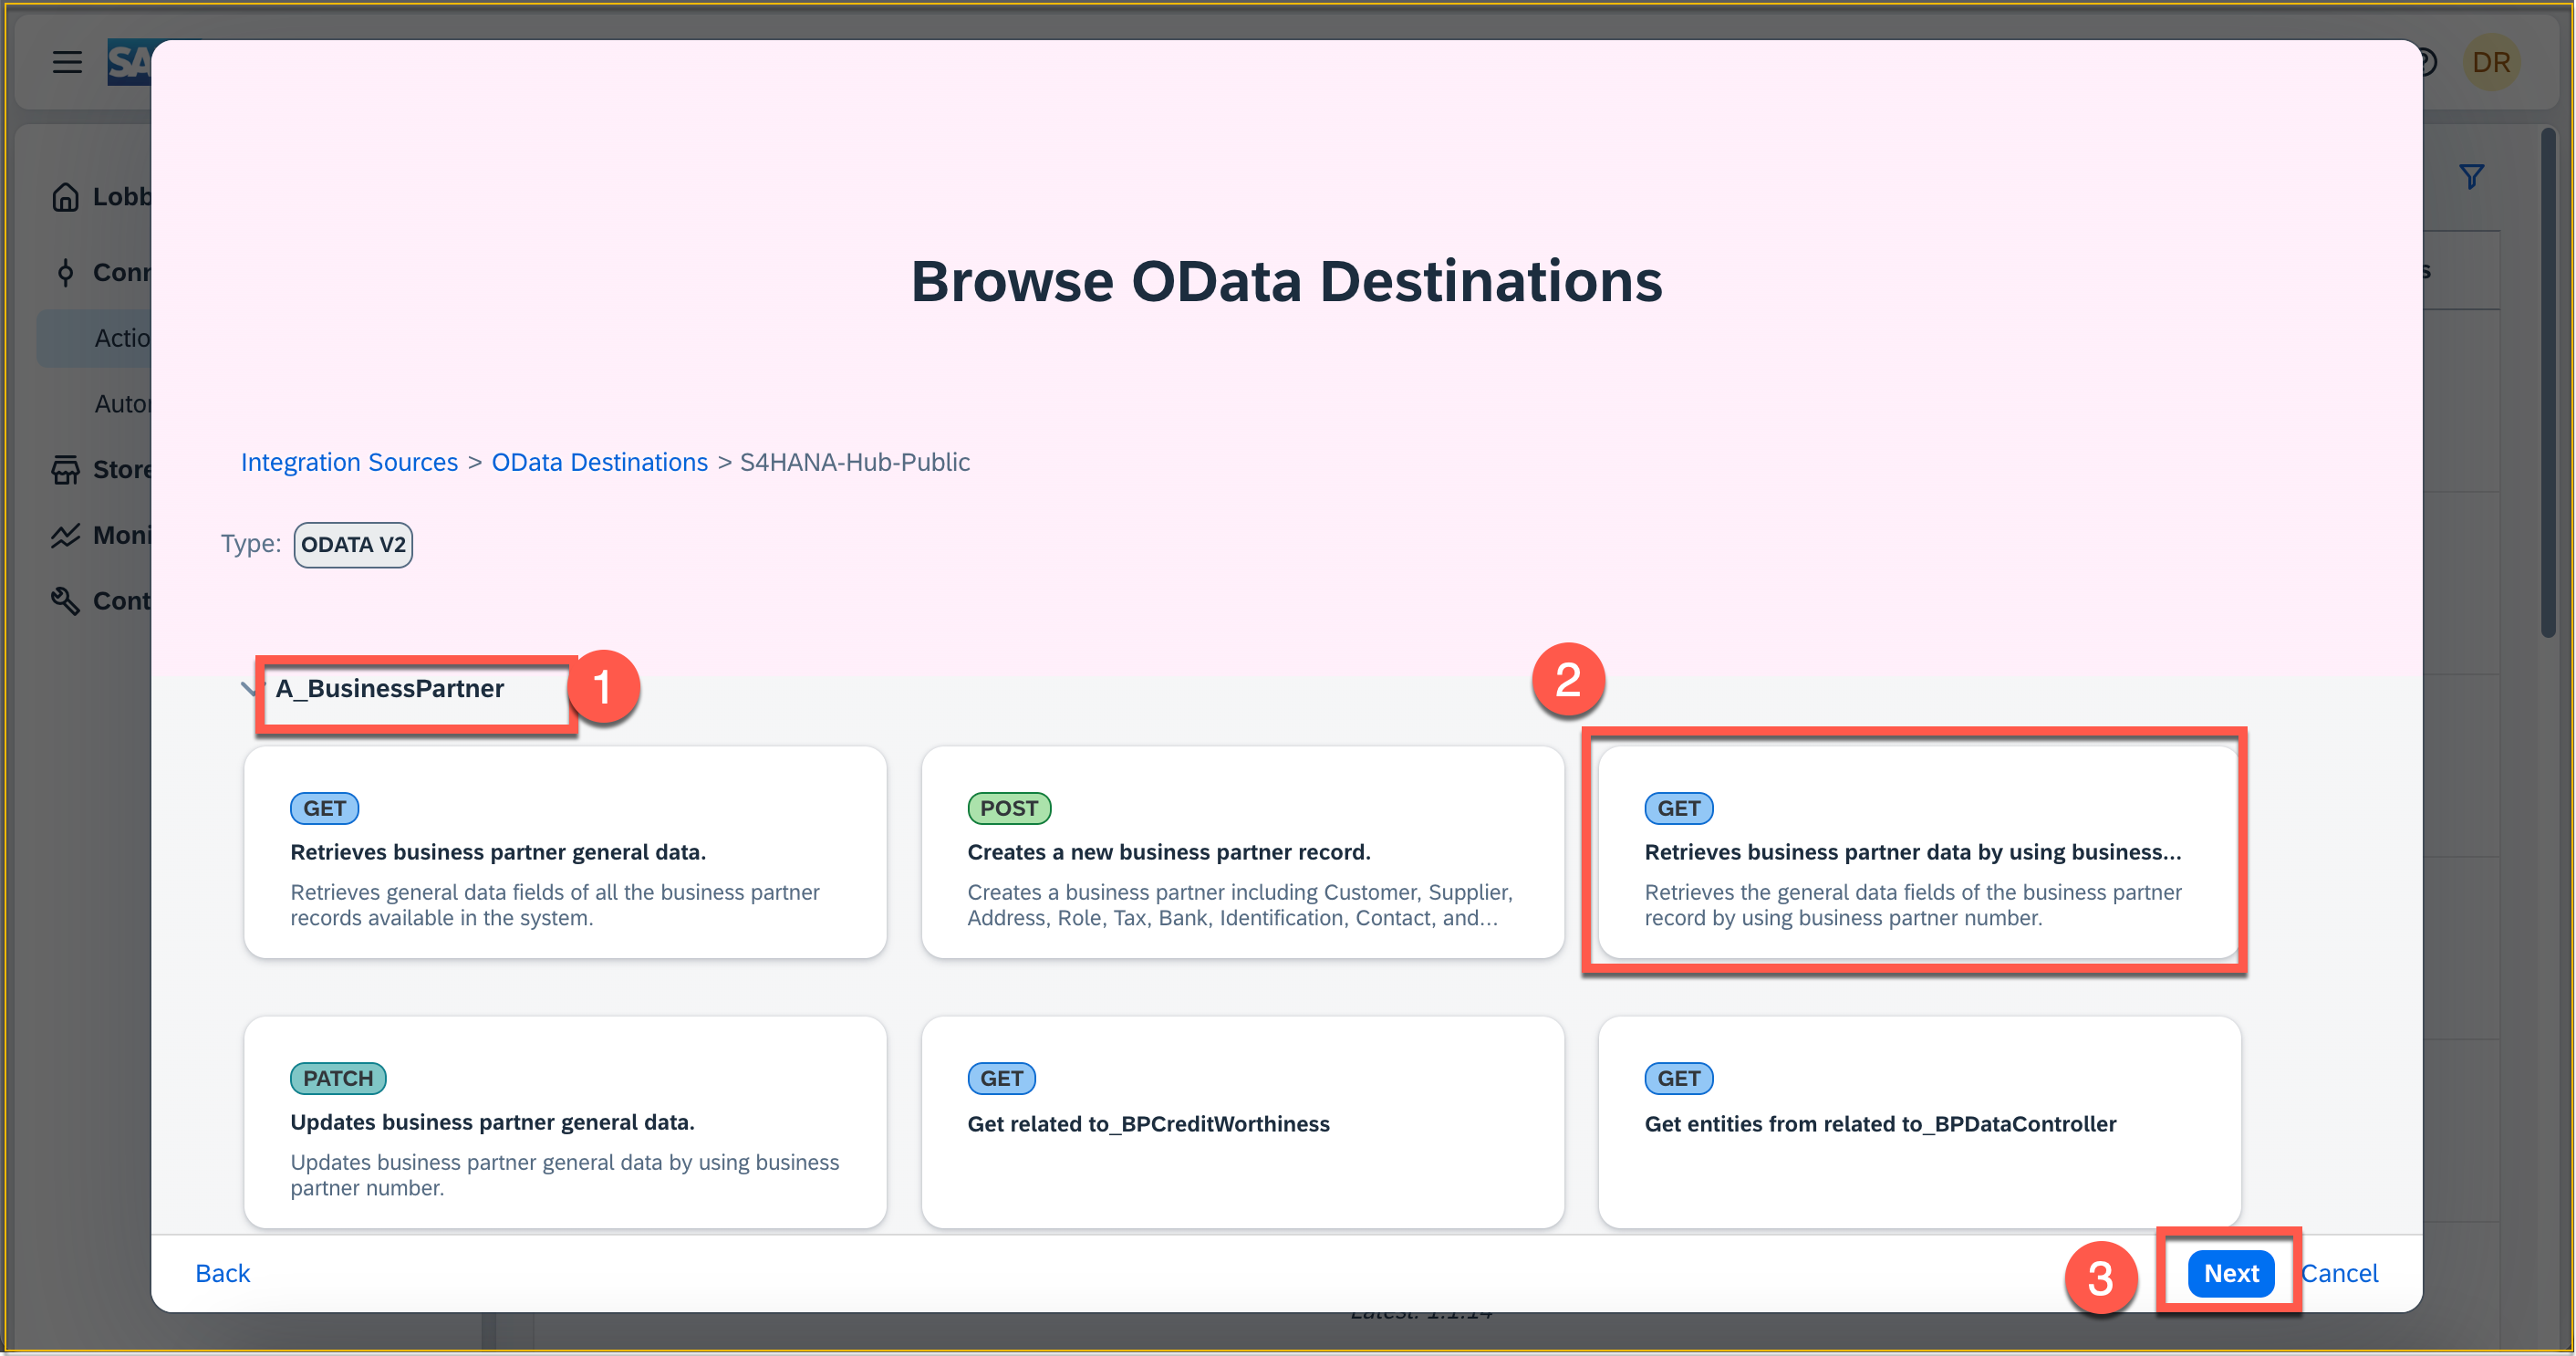 SA
DR
Lobb
Conn
Actio
Autor
Store
Moni
Cont
s
Browse OData Destinations
Integration Sources > OData Destinations > S4HANA-Hub-Public
Type: ODATA V2
A_BusinessPartner
1
2
GET
Retrieves business partner general data.
Retrieves general data fields of all the business partner
records available in the system.
POST
Creates a new business partner record.
Creates a business partner including Customer, Supplier,
Address, Role, Tax, Bank, Identification, Contact, and...
GET
Retrieves business partner data by using business...
Retrieves the general data fields of the business partner
record by using business partner number.
PATCH
Updates business partner general data.
Updates business partner general data by using business
partner number.
GET
Get related to_BPCreditWorthiness
GET
Get entities from related to_BPDataController
Back
3
Next
Cancel
Latest: 1.1.14